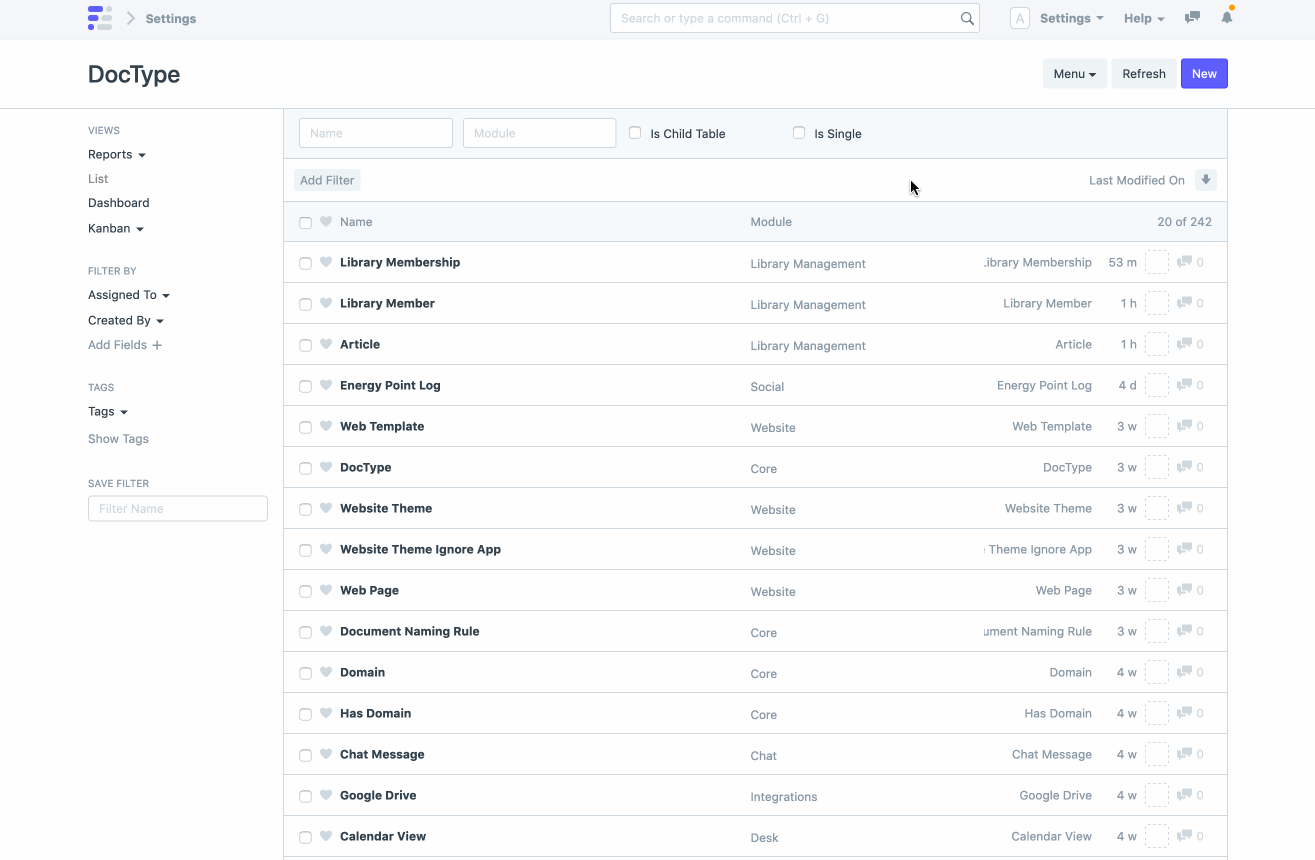 Settings
Search or type a command (Ctrl + G)
A
Settings
Help
DocType
Menu
Refresh
New
VIEWS
Reports
List
Dashboard
Kanban
FILTER BY
Assigned To
Created By
Add Fields
TAGS
Tags
Show Tags
SAVE FILTER
Filter Name
Name Module Is Child Table Is Single
Add Filter Last Modified On
Name Module 20 of 242
Library Membership Library Management ibrary Membership 53 m 0
Library Member Library Management Library Member 1 h 0
Article Library Management Article 1 h 0
Energy Point Log Social Energy Point Log 4 d 0
Web Template Website Web Template 3 w 0
DocType Core DocType 3 w 0
Website Theme Website Website Theme 3 w 0
Website Theme Ignore App Website Theme Ignore App 3 w 0
Web Page Website Web Page 3 w 0
Document Naming Rule Core ument Naming Rule 3 w 0
Domain Core Domain 4 w 0
Has Domain Core Has Domain 4 w 0
Chat Message Chat Chat Message 4 w 0
Google Drive Integrations Google Drive 4 w 0
Calendar View Desk Calendar View 4 w 0